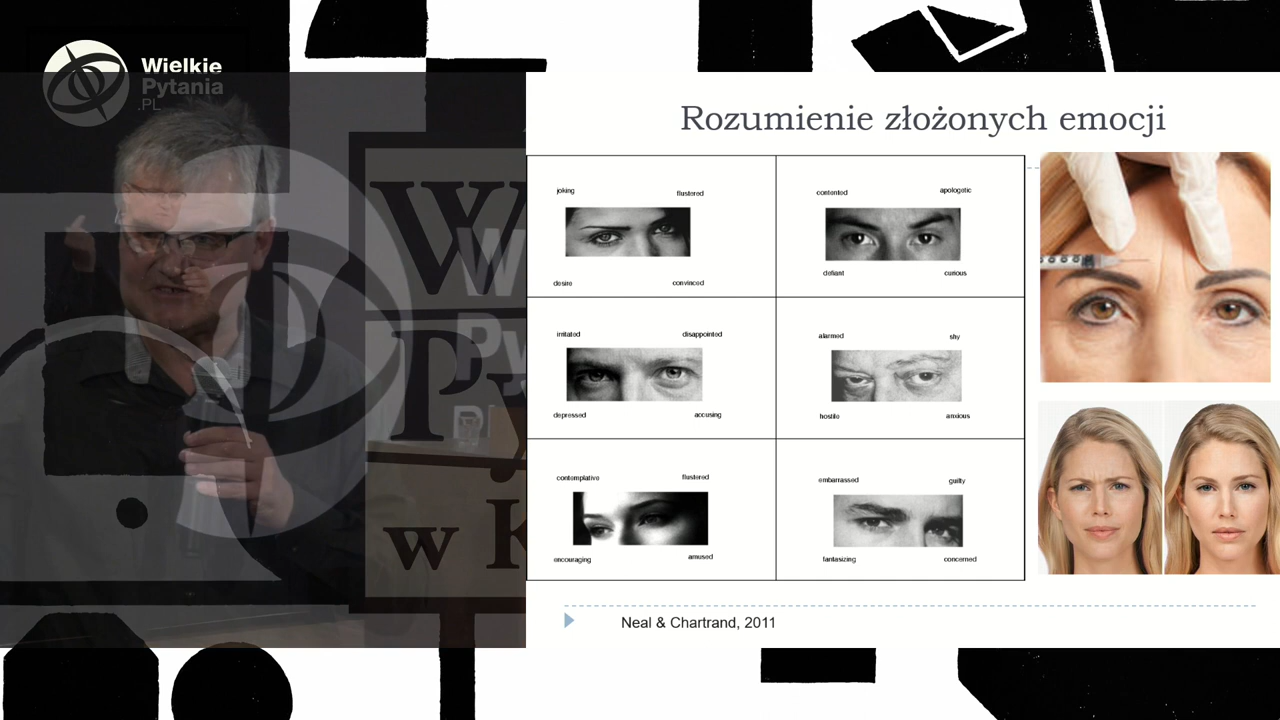 Wielkie
Pytania
.PL
Rozumienie złożonych emocji
joking
flustered
desire
convinced
contented
apologetic
defiant
curious
irritated
disappointed
depressed
accusing
alarmed
shy
hostile
anxious
contemplative
flustered
encouraging
amused
embarrassed
guilty
fantasizing
concerned
Neal & Chartrand, 2011
W
Py
w K